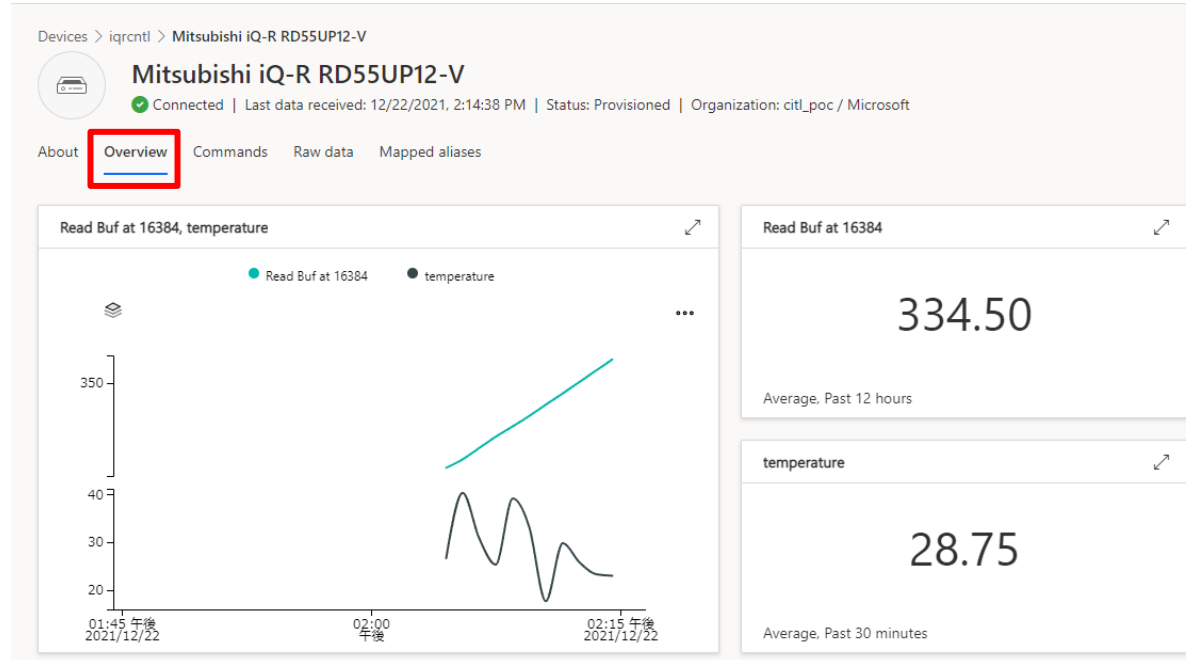 Devices > iqrcntl > Mitsubishi iQ-R RD55UP12-V
Mitsubishi iQ-R RD55UP12-V
Connected | Last data received: 12/22/2021, 2:14:38 PM | Status: Provisioned | Organization: citl_poc / Microsoft
About Overview Commands Raw data Mapped aliases
Read Buf at 16384, temperature
Read Buf at 16384 temperature
350
40
30
20
01:45 午後 02:00 02:15 午後
2021/12/22 午後 2021/12/22
Read Buf at 16384
334.50
Average, Past 12 hours
temperature
28.75
Average, Past 30 minutes